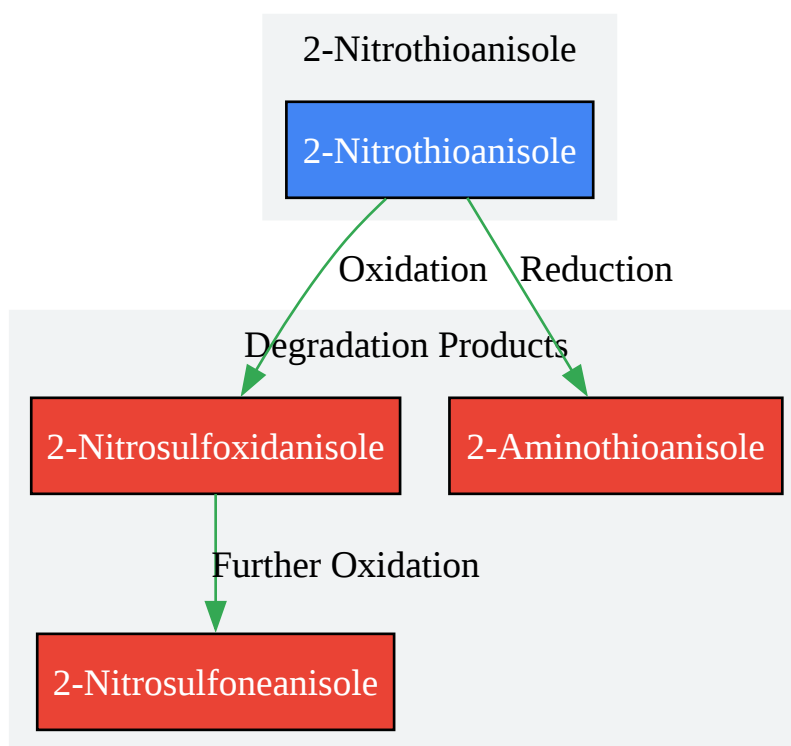 2-Nitrothioanisole
2-Nitrothioanisole
Oxidation
Reduction
Degradation Products
2-Nitrosulfoxidanisole
2-Aminothioanisole
Further Oxidation
2-Nitrosulfoneanisole